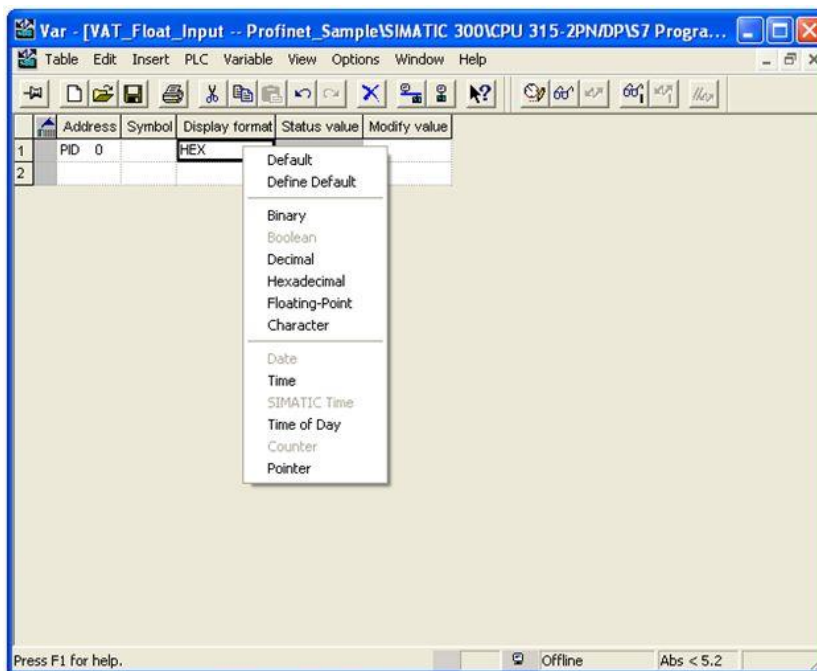 Var - [VAT_Float_Input -- Profinet_Sample\SIMATIC 300\CPU 315-2PN/DP\S7 Progra...
Table Edit Insert PLC Variable View Options Window Help
Address Symbol Display format Status value Modify value
1 PID 0 HEX
2
Default
Define Default
Binary
Boolean
Decimal
Hexadecimal
Floating-Point
Character
Date
Time
SIMATIC Time
Time of Day
Counter
Pointer
Press F1 for help. Offline Abs < 5.2